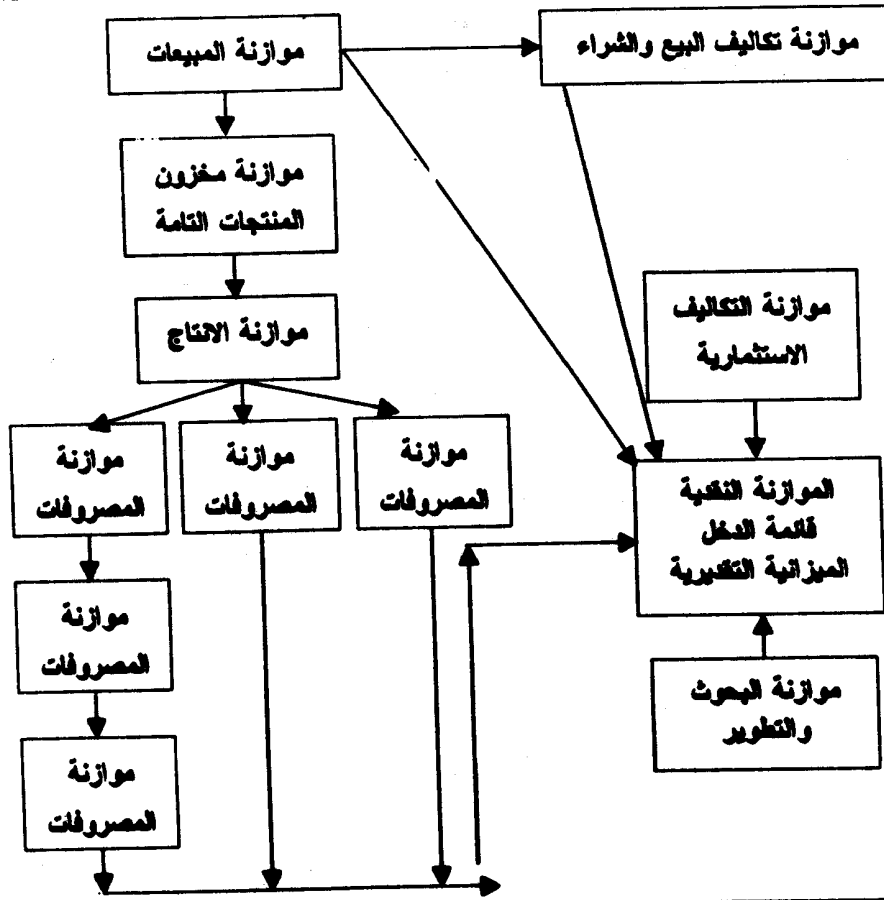 موازنة المبيعات
موازنة تكاليف البيع والشراء
موازنة مخزون
المنتجات التامة
موازنة التكاليف
الاستثمارية
موازنة الانتاج
موازنة
المصروفات
موازنة
المصروفات
موازنة
المصروفات
الموازنة النقدية
قائمة الدخل
الميزانية التقديرية
موازنة
المصروفات
موازنة البحوث
والتطوير
موازنة
المصروفات